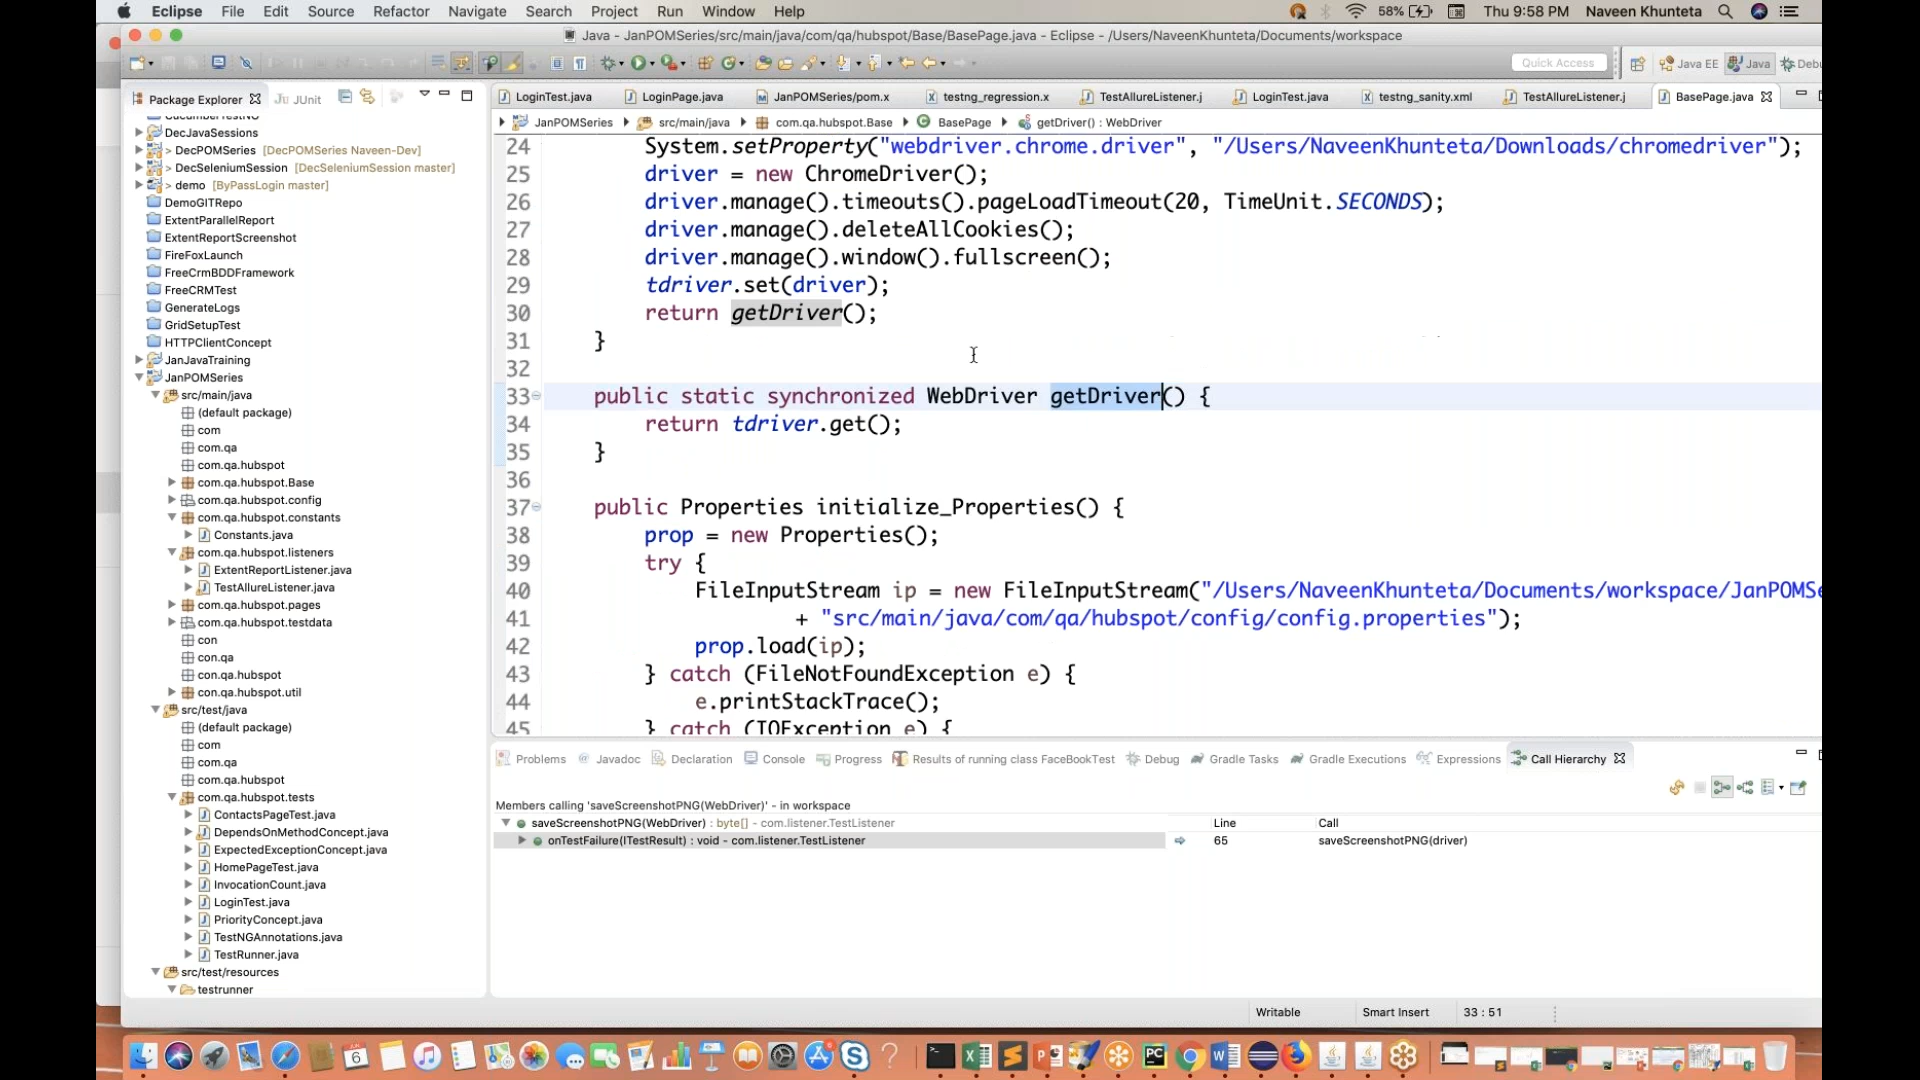 Eclipse File Edit Source Refactor Navigate Search Project Run Window Help 58% Thu 9:58 PM Naveen Khunteta
Java - JanPOMSeries/src/main/java/com/qa/hubspot/Base/BasePage.java - Eclipse - /Users/NaveenKhunteta/Documents/workspace
Quick Access Java EE Java Debu
Package Explorer JUnit
LoginTest.java LoginPage.java JanPOMSeries/pom.x testng_regression.x TestAllureListener.j LoginTest.java testng_sanity.xml TestAllureListener.j BasePage.java
JanPOMSeries src/main/java com.qa.hubspot.Base BasePage getDriver() : WebDriver
DecJavaSessions
> DecPOMSeries [DecPOMSeries Naveen-Dev]
> DecSeleniumSession [DecSeleniumSession master]
> demo [ByPassLogin master]
DemoGITRepo
ExtentParallelReport
ExtentReportScreenshot
FireFoxLaunch
FreeCrmBDDFramework
FreeCRMTest
GenerateLogs
GridSetupTest
HTTPClientConcept
JanJavaTraining
JanPOMSeries
src/main/java
(default package)
com
com.qa
com.qa.hubspot
com.qa.hubspot.Base
com.qa.hubspot.config
com.qa.hubspot.constants
Constants.java
com.qa.hubspot.listeners
ExtentReportListener.java
TestAllureListener.java
com.qa.hubspot.pages
com.qa.hubspot.testdata
con
con.qa
con.qa.hubspot
con.qa.hubspot.util
src/test/java
(default package)
com
com.qa
com.qa.hubspot
com.qa.hubspot.tests
ContactsPageTest.java
DependsOnMethodConcept.java
ExpectedExceptionConcept.java
HomePageTest.java
InvocationCount.java
LoginTest.java
PriorityConcept.java
TestNGAnnotations.java
TestRunner.java
src/test/resources
testrunner
24 System.setProperty("webdriver.chrome.driver", "/Users/NaveenKhunteta/Downloads/chromedriver");
25 driver = new ChromeDriver();
26 driver.manage().timeouts().pageLoadTimeout(20, TimeUnit.SECONDS);
27 driver.manage().deleteAllCookies();
28 driver.manage().window().fullscreen();
29 tdriver.set(driver);
30 return getDriver();
31 }
32
33 public static synchronized WebDriver getDriver() {
34 return tdriver.get();
35 }
36
37 public Properties initialize_Properties() {
38 prop = new Properties();
39 try {
40 FileInputStream ip = new FileInputStream("/Users/NaveenKhunteta/Documents/workspace/JanPOMSe
41 + "src/main/java/com/qa/hubspot/config/config.properties");
42 prop.load(ip);
43 } catch (FileNotFoundException e) {
44 e.printStackTrace();
45 } catch (IOException e) {
Problems Javadoc Declaration Console Progress Results of running class FaceBookTest Debug Gradle Tasks Gradle Executions Expressions Call Hierarchy
Members calling 'saveScreenshotPNG(WebDriver)' - in workspace
saveScreenshotPNG(WebDriver) : byte[] - com.listener.TestListener Line Call
onTestFailure(ITestResult) : void - com.listener.TestListener 65 saveScreenshotPNG(driver)
Writable Smart Insert 33 : 51